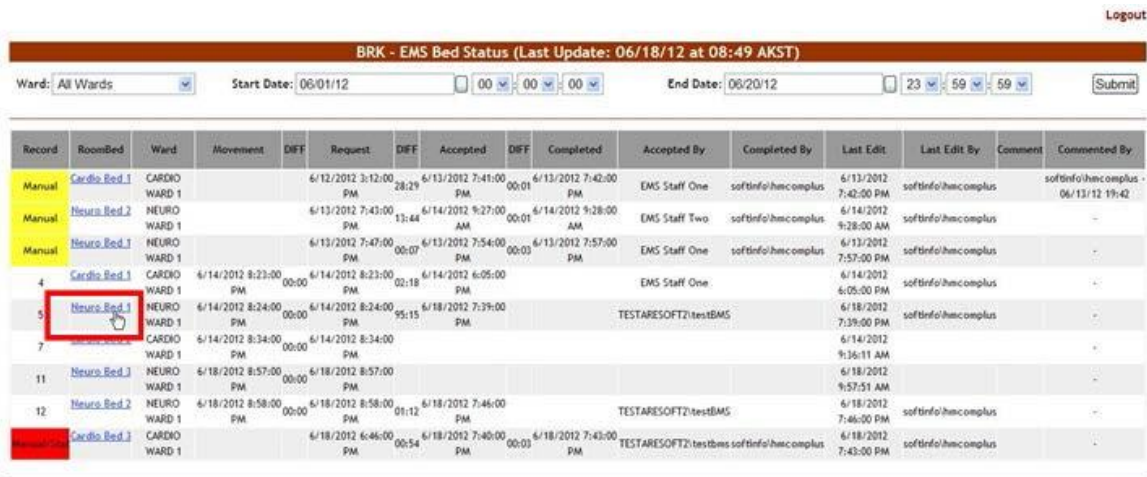 Logout
BRK - EMS Bed Status (Last Update: 06/18/12 at 08:49 AKST)
Ward: All Wards Start Date: 06/01/12 00 : 00 : 00 End Date: 06/20/12 23 : 59 : 59 Submit
Record RoomBed Ward Movement DIFF Request DIFF Accepted DIFF Completed Accepted By Completed By Last Edit Last Edit By Comment Commented By
Manual Cardio Bed 1 CARDIO WARD 1 6/12/2012 3:12:00 PM 28:29 6/13/2012 7:41:00 PM 00:01 6/13/2012 7:42:00 PM EMS Staff One softinfo\hmcomplus 6/13/2012 7:42:00 PM softinfo\hmcomplus softinfo\hmcomplus - 06/13/12 19:42
Manual Neuro Bed 2 NEURO WARD 1 6/13/2012 7:43:00 PM 13:44 6/14/2012 9:27:00 AM 00:01 6/14/2012 9:28:00 AM EMS Staff Two softinfo\hmcomplus 6/14/2012 9:28:00 AM softinfo\hmcomplus -
Manual Neuro Bed 1 NEURO WARD 1 6/13/2012 7:47:00 PM 00:07 6/13/2012 7:54:00 PM 00:03 6/13/2012 7:57:00 PM EMS Staff One softinfo\hmcomplus 6/13/2012 7:57:00 PM softinfo\hmcomplus -
4 Cardio Bed 1 CARDIO WARD 1 6/14/2012 8:23:00 PM 00:00 6/14/2012 8:23:00 PM 02:18 6/14/2012 6:05:00 PM EMS Staff One 6/14/2012 6:05:00 PM softinfo\hmcomplus -
5 Neuro Bed 1 NEURO WARD 1 6/14/2012 8:24:00 PM 00:00 6/14/2012 8:24:00 PM 95:15 6/18/2012 7:39:00 PM TESTARESOFT2\testBMS 6/18/2012 7:39:00 PM softinfo\hmcomplus -
7 Cardio Bed CARDIO WARD 1 6/14/2012 8:34:00 PM 00:00 6/14/2012 8:34:00 PM 6/14/2012 9:36:11 AM -
11 Neuro Bed 3 NEURO WARD 1 6/18/2012 8:57:00 PM 00:00 6/18/2012 8:57:00 PM 6/18/2012 9:57:51 AM -
12 Neuro Bed 2 NEURO WARD 1 6/18/2012 8:58:00 PM 00:00 6/18/2012 8:58:00 PM 01:12 6/18/2012 7:46:00 PM TESTARESOFT2\testBMS 6/18/2012 7:46:00 PM softinfo\hmcomplus -
Cardio Bed 3 CARDIO WARD 1 6/18/2012 6:46:00 PM 00:54 6/18/2012 7:40:00 PM 00:03 6/18/2012 7:43:00 PM TESTARESOFT2\testbms softinfo\hmcomplus 6/18/2012 7:43:00 PM softinfo\hmcomplus -